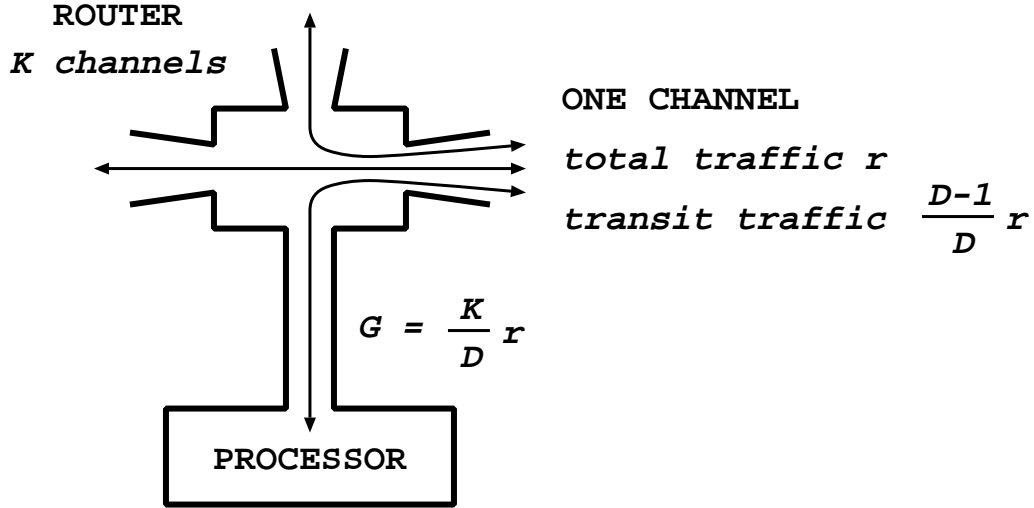 ROUTER
K channels
ONE CHANNEL
total traffic r
transit traffic D-1/D r
G = K/D r
PROCESSOR